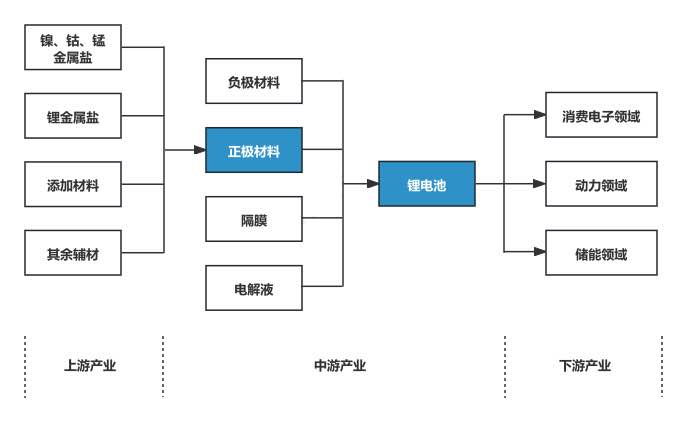 镍、钴、锰
金属盐
锂金属盐
添加材料
其余辅材
负极材料
正极材料
隔膜
电解液
锂电池
消费电子领域
动力领域
储能领域
上游产业
中游产业
下游产业